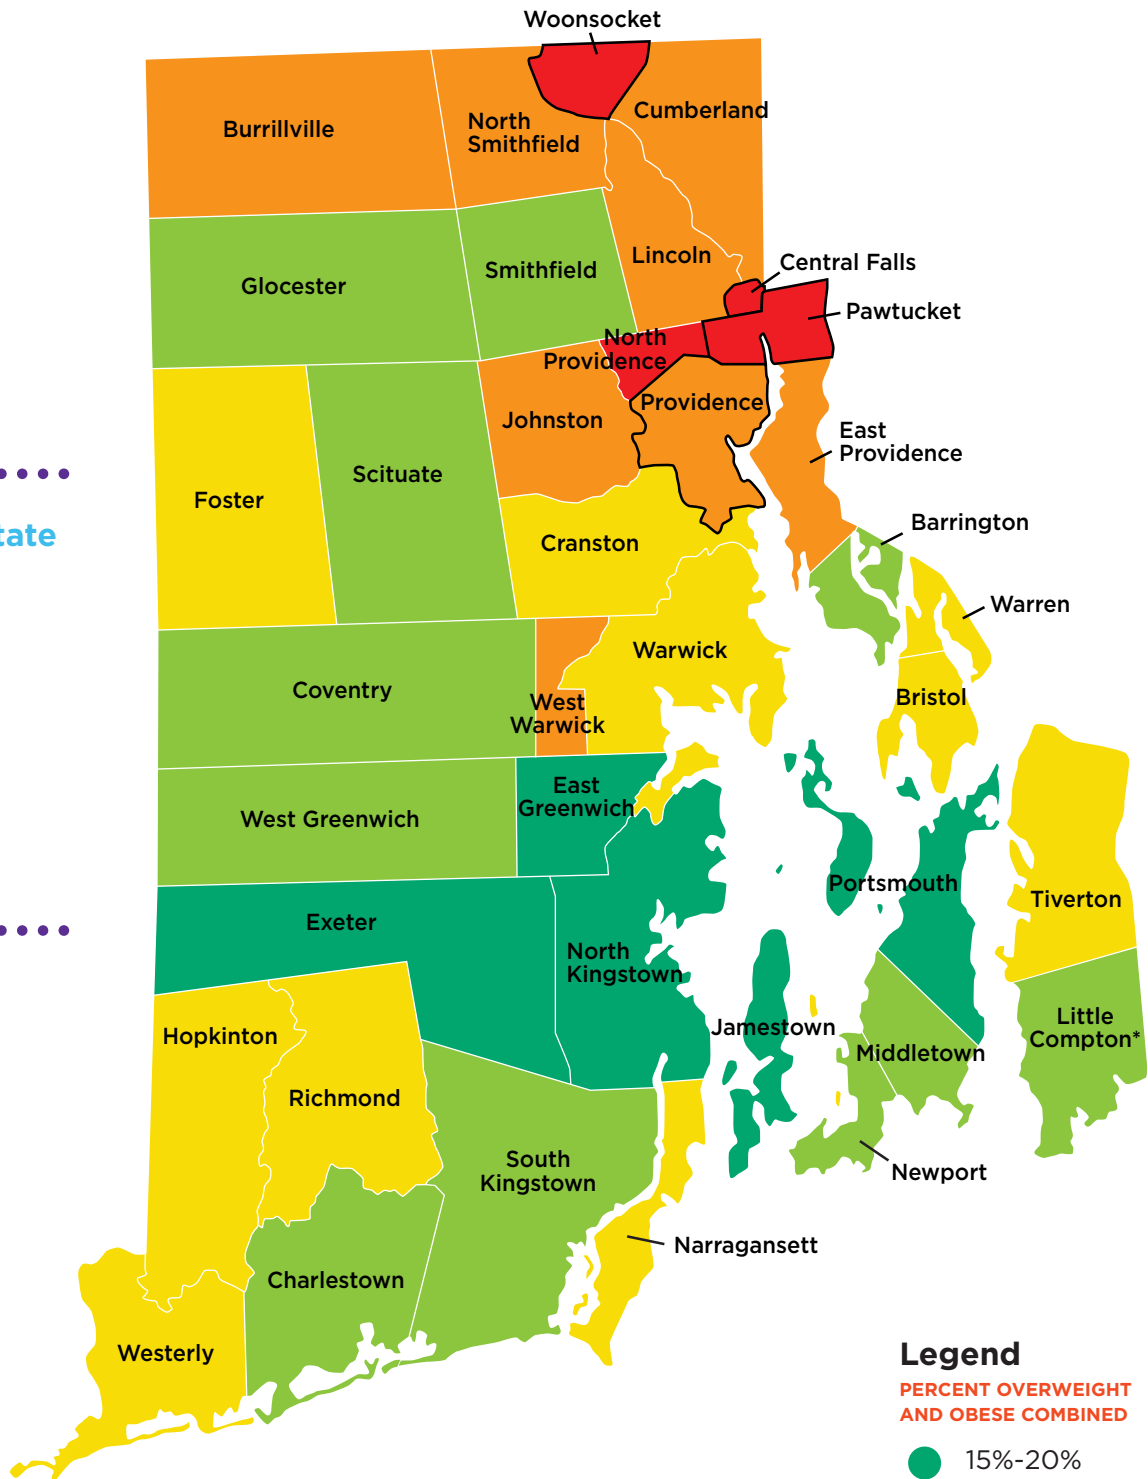 Woonsocket
Cumberland
Burrillville
North
Smithfield
Lincoln
Central Falls
Smithfield
Glocester
Pawtucket
North
Providence
Providence
Johnston
East
Providence
Scituate
Foster
tate
Barrington
Cranston
Warren
Warwick
Coventry
Bristol
West
Warwick
East
Greenwich
West Greenwich
Portsmouth
Tiverton
Exeter
North
Kingstown
Jamestown
Little
Compton*
Hopkinton
Middletown
Richmond
South
Kingstown
Newport
Narragansett
Charlestown
Westerly
Legend
PERCENT OVERWEIGHT
AND OBESE COMBINED
15%-20%